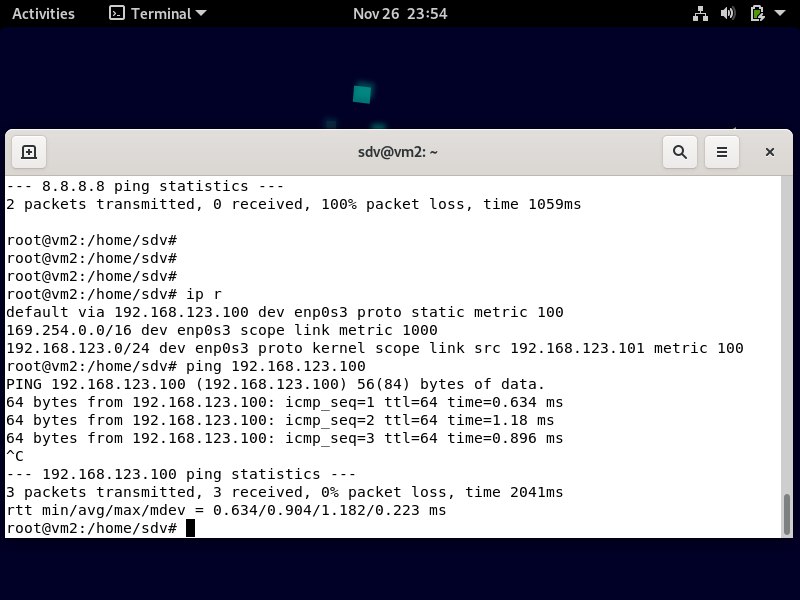 Activities
Terminal
Nov 26 23:54
sdv@vm2: ~
--- 8.8.8.8 ping statistics ---
2 packets transmitted, 0 received, 100% packet loss, time 1059ms
root@vm2:/home/sdv#
root@vm2:/home/sdv#
root@vm2:/home/sdv#
root@vm2:/home/sdv# ip r
default via 192.168.123.100 dev enp0s3 proto static metric 100
169.254.0.0/16 dev enp0s3 scope link metric 1000
192.168.123.0/24 dev enp0s3 proto kernel scope link src 192.168.123.101 metric 100
root@vm2:/home/sdv# ping 192.168.123.100
PING 192.168.123.100 (192.168.123.100) 56(84) bytes of data.
64 bytes from 192.168.123.100: icmp_seq=1 ttl=64 time=0.634 ms
64 bytes from 192.168.123.100: icmp_seq=2 ttl=64 time=1.18 ms
64 bytes from 192.168.123.100: icmp_seq=3 ttl=64 time=0.896 ms
^C
--- 192.168.123.100 ping statistics ---
3 packets transmitted, 3 received, 0% packet loss, time 2041ms
rtt min/avg/max/mdev = 0.634/0.904/1.182/0.223 ms
root@vm2:/home/sdv#